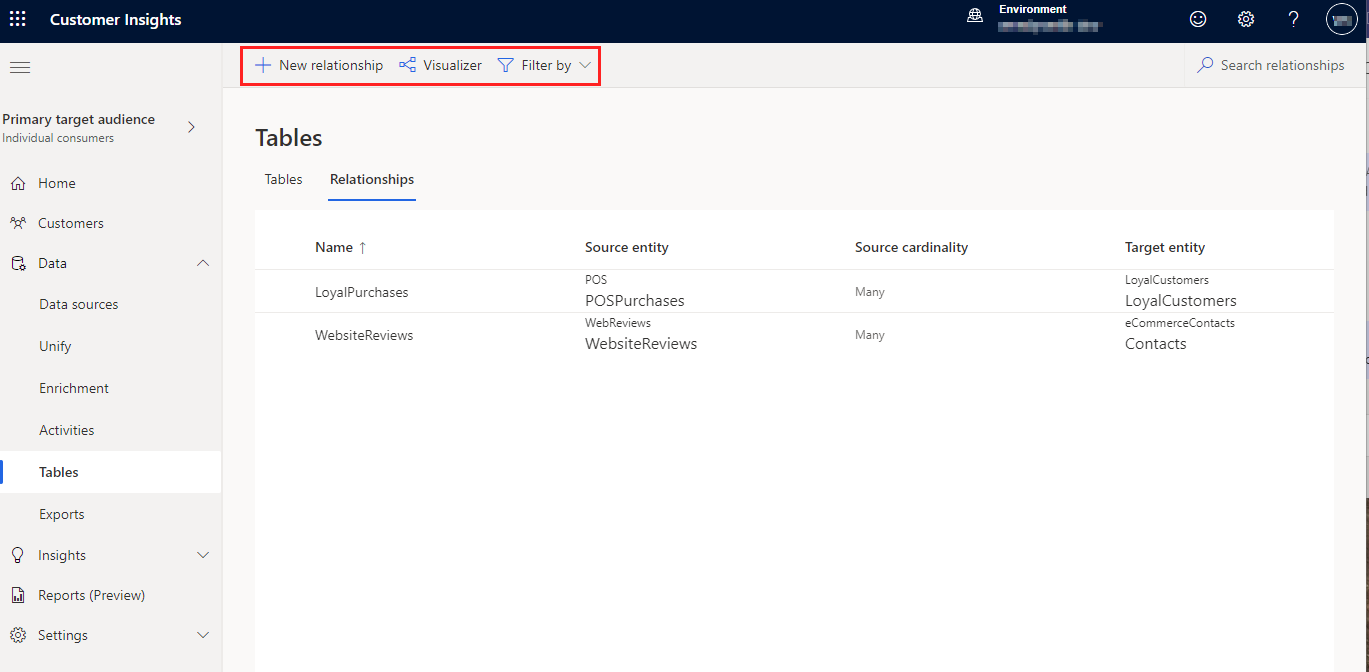 Customer Insights
Environment
New relationship Visualizer Filter by
Search relationships
Primary target audience
Individual consumers
Home
Customers
Data
Data sources
Unify
Enrichment
Activities
Tables
Exports
Insights
Reports (Preview)
Settings
Tables
Tables Relationships
Name ↑ Source entity Source cardinality Target entity
POS LoyalCustomers
LoyalPurchases Many
POSPurchases LoyalCustomers
WebReviews eCommerceContacts
WebsiteReviews Many
WebsiteReviews Contacts